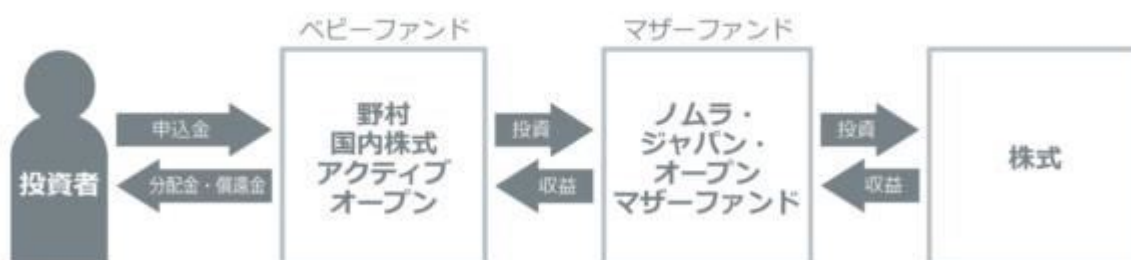 ベビーファンド
マザーファンド
投資者
申込金
分配金・償還金
野村
国内株式
アクティブ
オープン
投資
収益
ノムラ・
ジャパン・
オープン
マザーファンド
投資
収益
株式